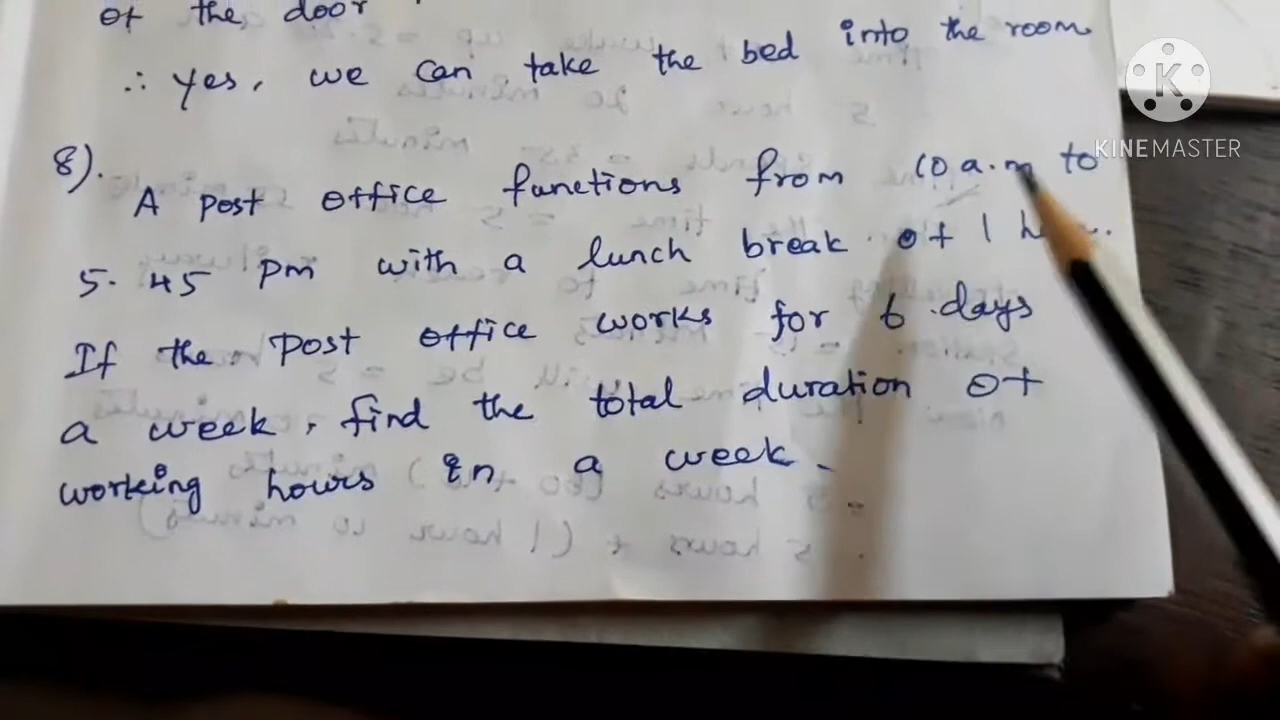 of the door
∴ yes, we can take the bed into the room
8). A post office functions from 10 a.m to
5.45 pm with a lunch break of 1
If the post office works for 6 days
a week, find the total duration of
working hours in a week.
K
KINEMASTER